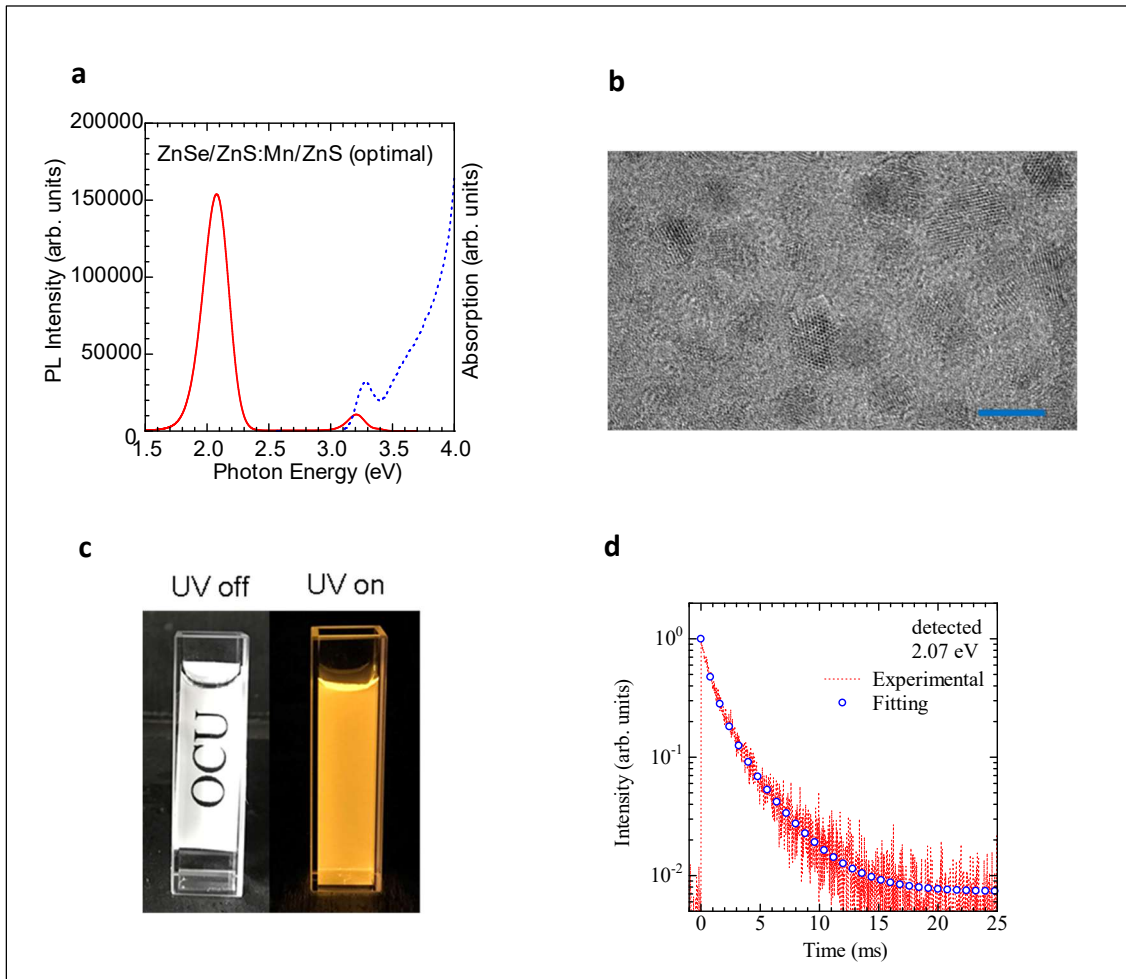 a
200000
150000
100000
50000
0
PL Intensity (arb. units)
ZnSe/ZnS:Mn/ZnS (optimal)
Absorption (arb. units)
1.5 2.0 2.5 3.0 3.5 4.0
Photon Energy (eV)
b
c
UV off UV on
OCU
d
10^0
10^-1
10^-2
Intensity (arb. units)
detected
2.07 eV
Experimental
Fitting
0 5 10 15 20 25
Time (ms)